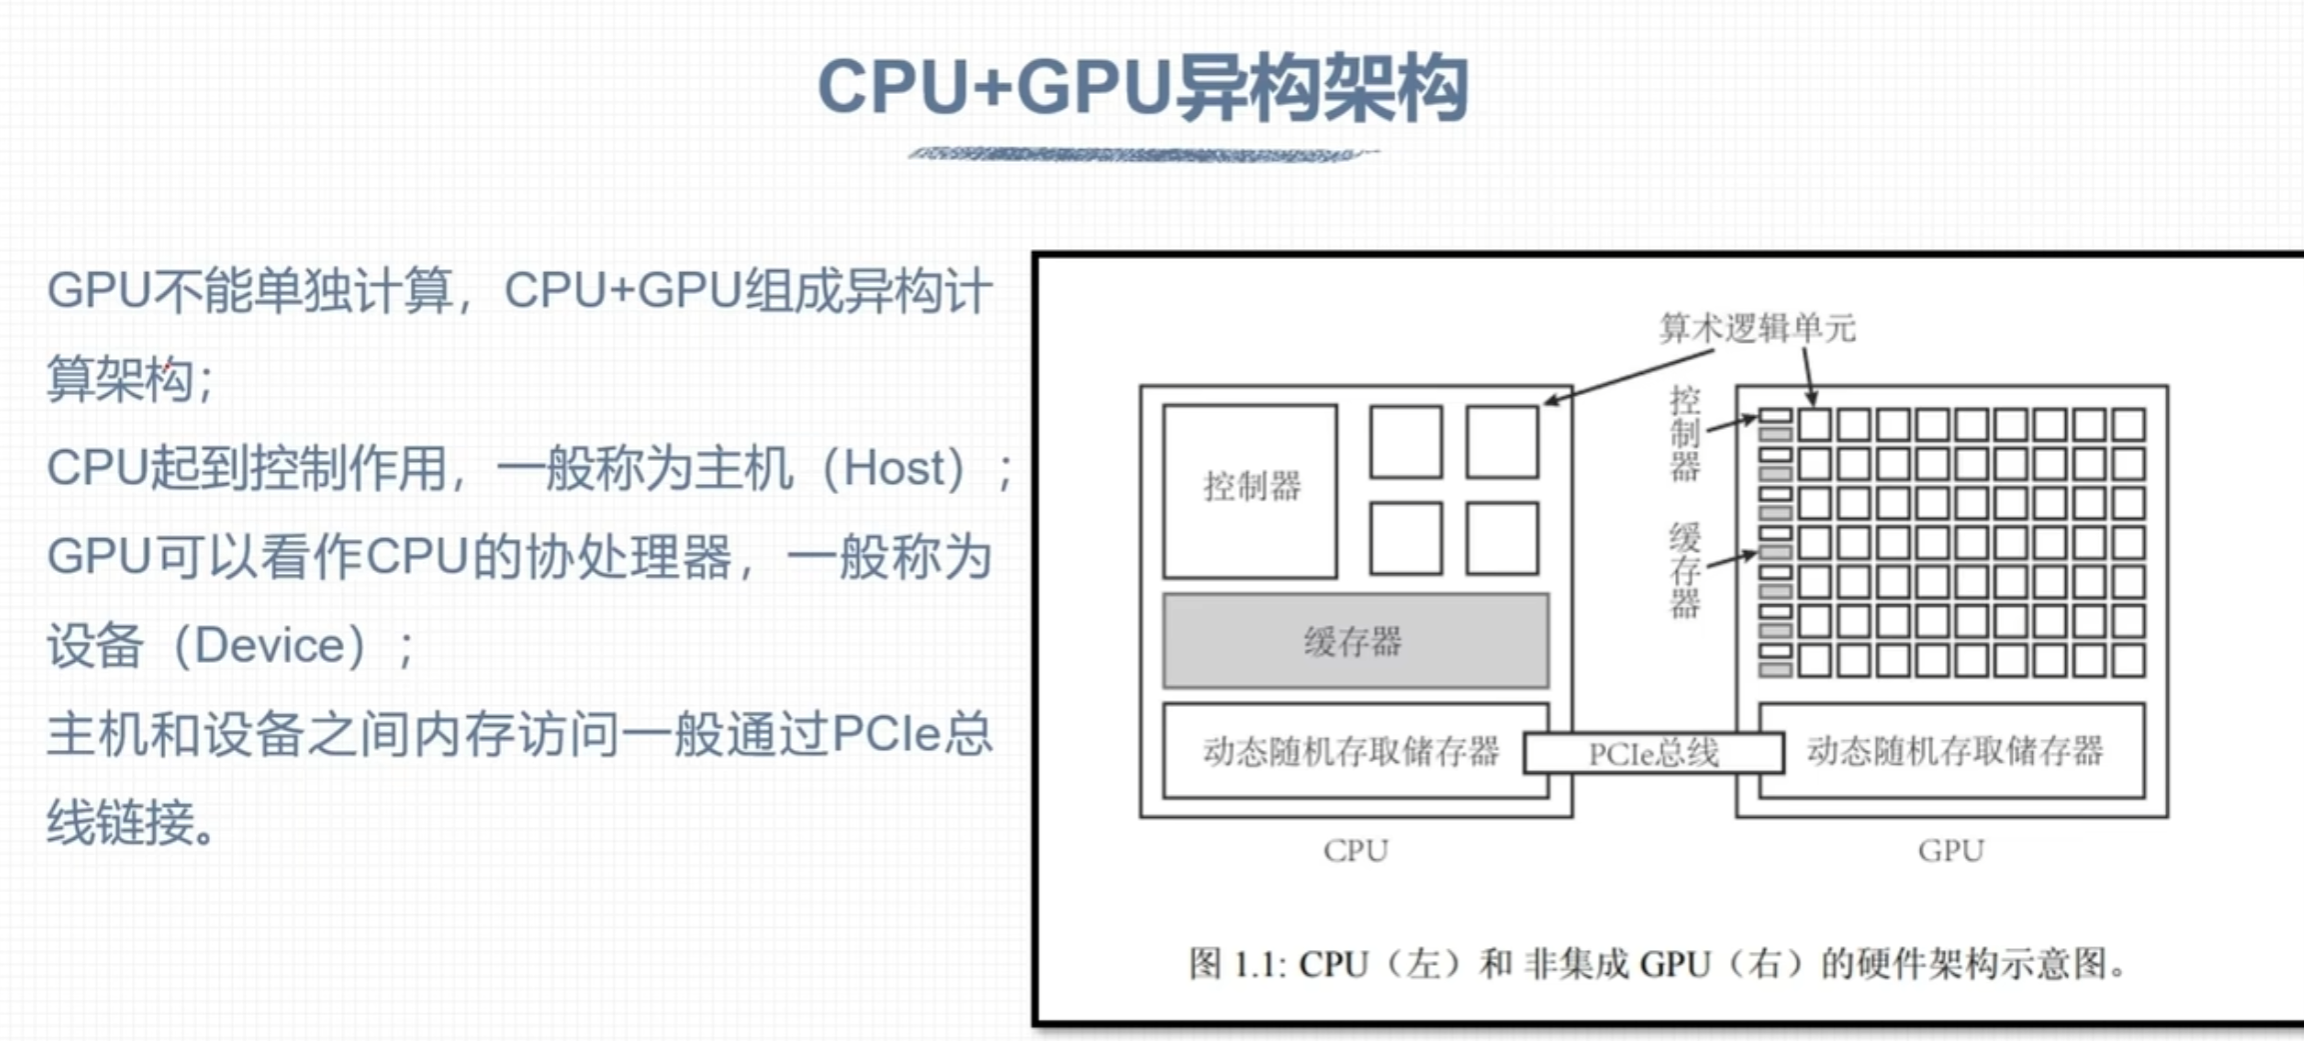 CPU+GPU异构架构
GPU不能单独计算，CPU+GPU组成异构计
算架构；
CPU起到控制作用，一般称为主机（Host）；
GPU可以看作CPU的协处理器，一般称为
设备（Device）；
主机和设备之间内存访问一般通过PCIe总
线链接。
算术逻辑单元
控制器
缓存器
动态随机存取储存器
CPU
PCIe总线
控制器
缓存器
动态随机存取储存器
GPU
图 1.1: CPU（左）和 非集成 GPU（右）的硬件架构示意图。